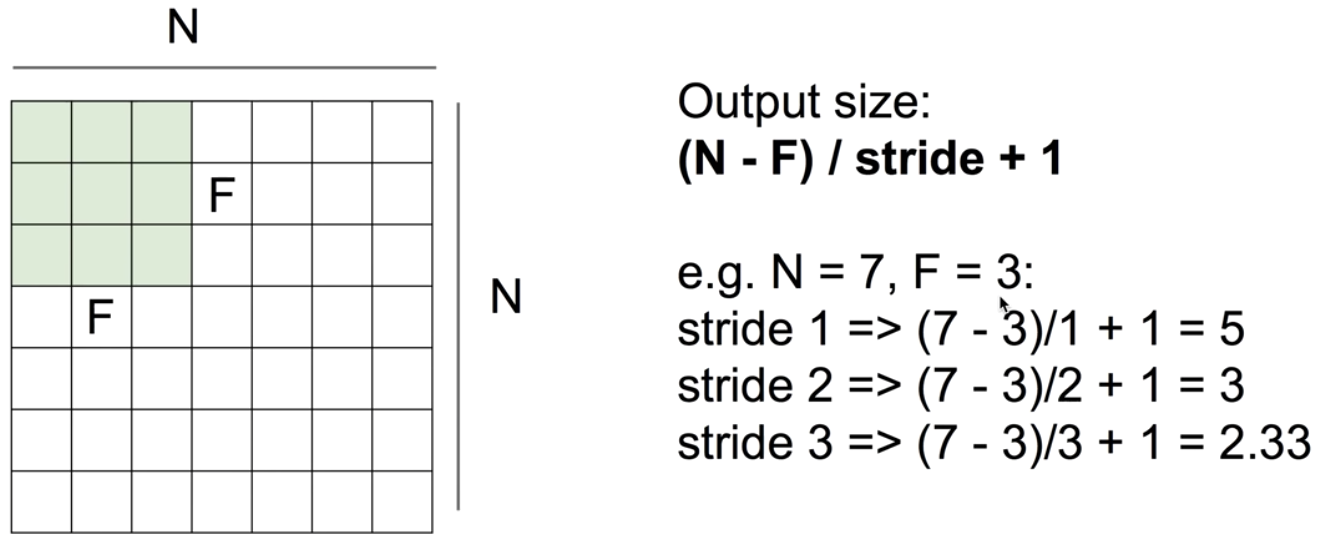 N
F
F
N
Output size:
(N - F) / stride + 1
e.g. N = 7, F = 3:
stride 1 => (7 - 3)/1 + 1 = 5
stride 2 => (7 - 3)/2 + 1 = 3
stride 3 => (7 - 3)/3 + 1 = 2.33